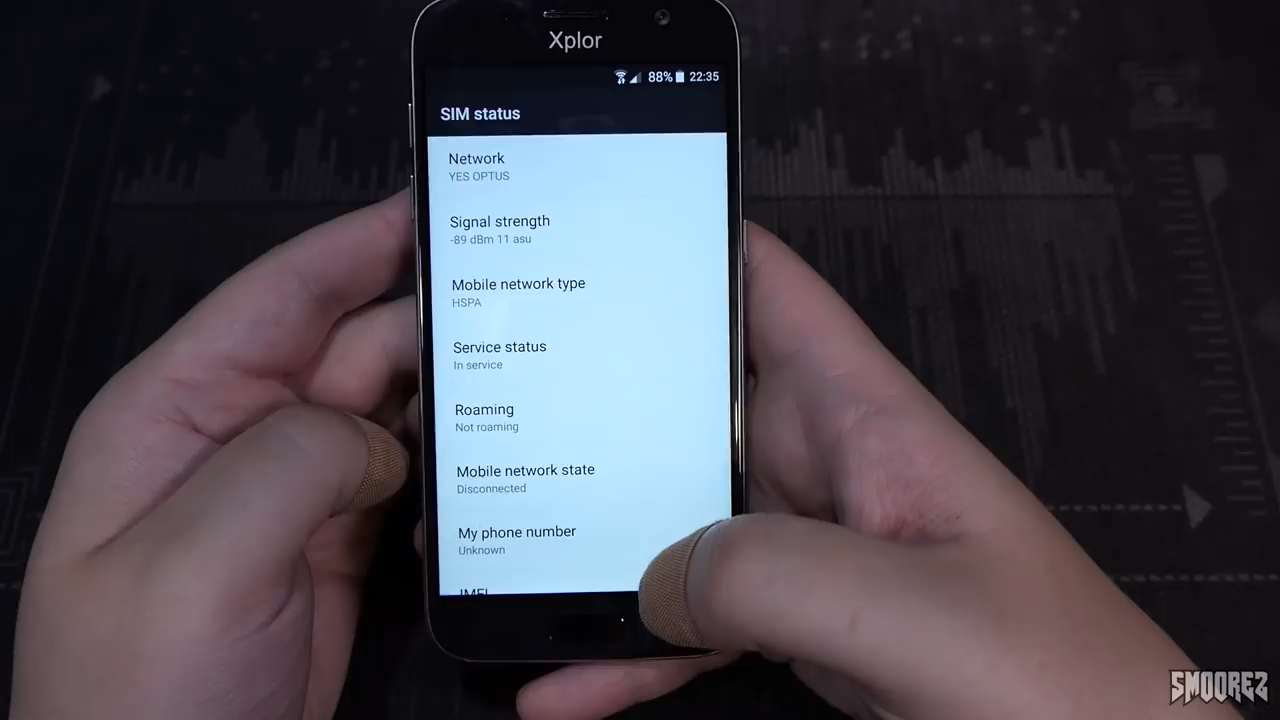 Xplor
88% 22:35
SIM status
Network
YES OPTUS
Signal strength
-89 dBm 11 asu
Mobile network type
HSPA
Service status
In service
Roaming
Not roaming
Mobile network state
Disconnected
My phone number
Unknown
IMEI
SMOOREZ